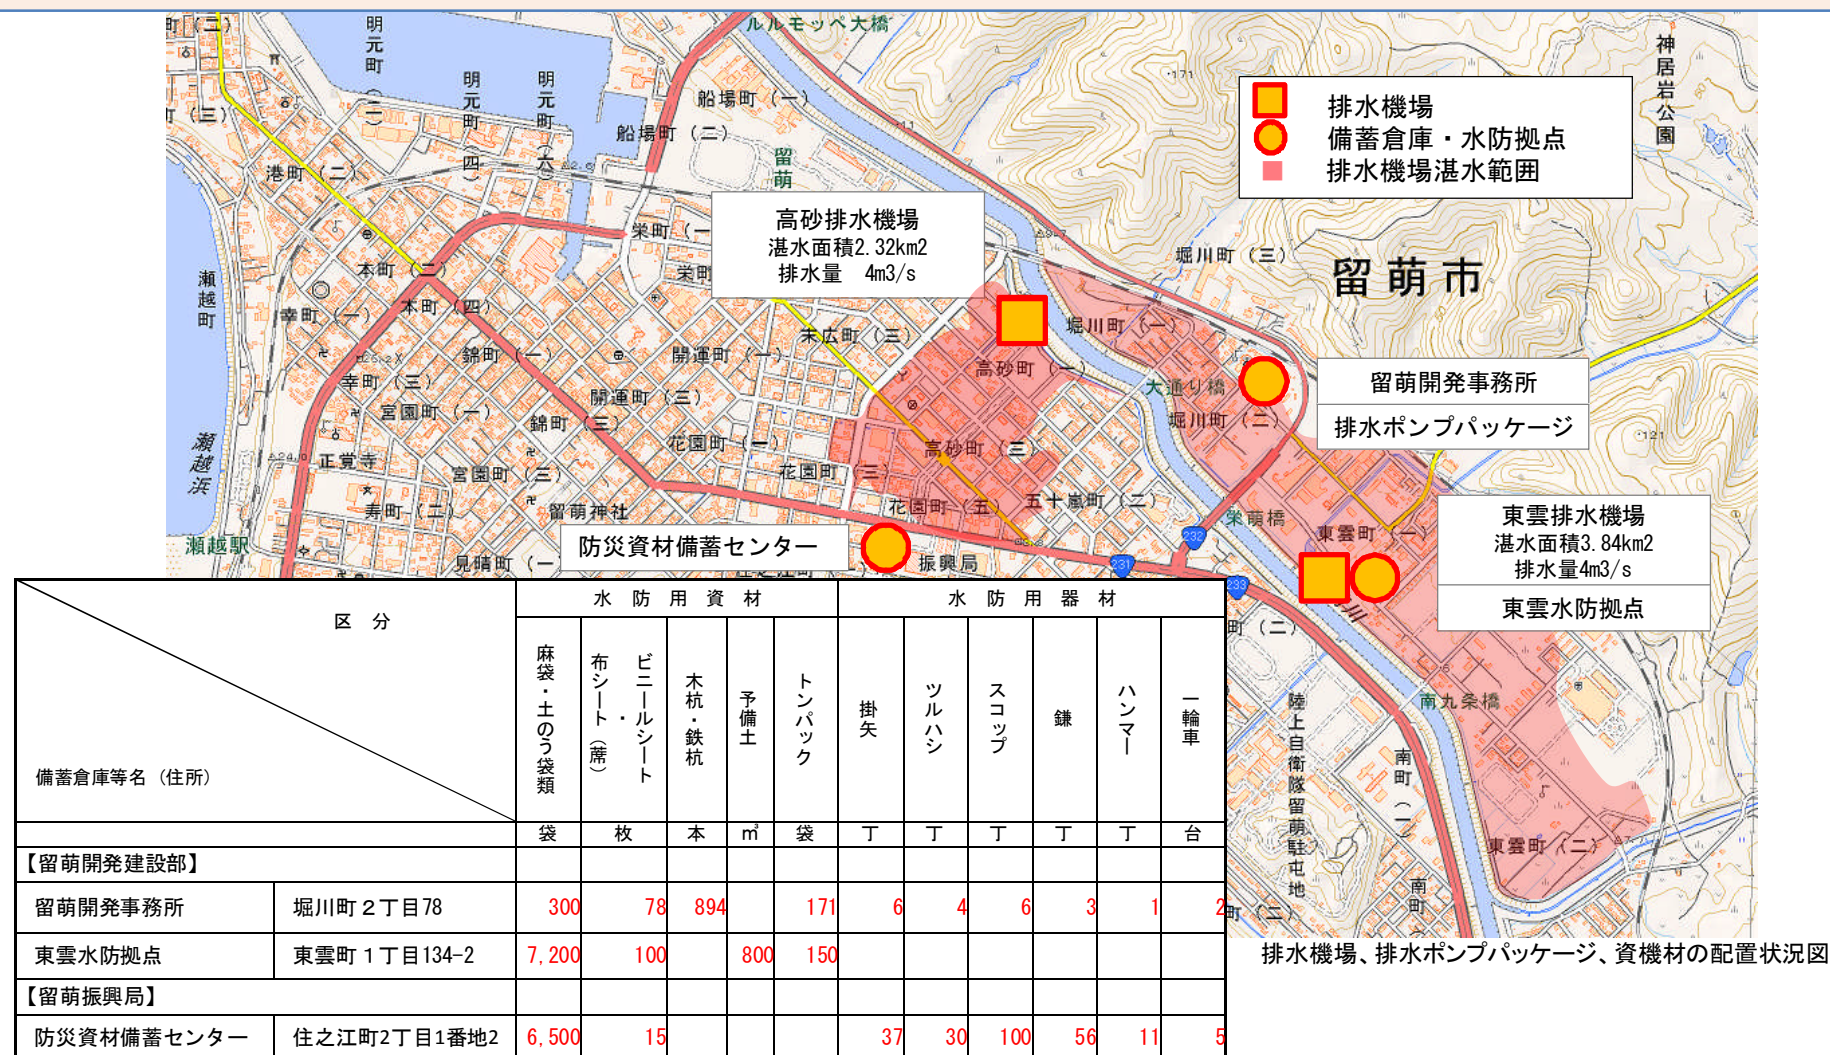 ルルモッペ大橋
明元町(二)
明元町(四)
明元町(六)
船場町(一)
船場町(二)
港町(二)
留萌
神居岩公園
排水機場
備蓄倉庫・水防拠点
排水機場湛水範囲
高砂排水機場
湛水面積2.32km2
排水量 4m3/s
栄町(一
栄町
本町(二)
本町(四)
瀬越町
幸町(一)
幸町(三)
錦町(一)
錦町(三)
開運町(一)
開運町(三)
末広町(三)
宮園町(一)
宮園町(三)
花園町(一)
花園町(三)
花園町(五)
高砂町(一)
高砂町(三)
堀川町(一)
堀川町(二)
堀川町(三)
留萌市
大通り橋
留萌開発事務所
排水ポンプパッケージ
瀬越浜
正覚寺
寿町(二)
留萌神社
瀬越駅
見晴町(一
五十嵐町(二)
栄萌橋
東雲町(一)
防災資材備蓄センター
振興局
231
232
233
東雲排水機場
湛水面積3.84km2
排水量4m3/s
東雲水防拠点
町(二)
陸上自衛隊留萌駐屯地
南九条橋
南町(一)
南町
町(二)
東雲町(二)
区 分
備蓄倉庫等名(住所)
水 防 用 資 材
水 防 用 器 材
麻袋・土のう袋類
ビニールシート・布シート(蓆)
木杭・鉄杭
予備土
トンパック
掛矢
ツルハシ
スコップ
鎌
ハンマー
一輪車
袋 枚 本 ㎥ 袋 丁 丁 丁 丁 丁 台
【留萌開発建設部】
留萌開発事務所 堀川町2丁目78 300 78 894 171 6 4 6 3 1 2
東雲水防拠点 東雲町1丁目134-2 7,200 100 800 150
【留萌振興局】
防災資材備蓄センター 住之江町2丁目1番地2 6,500 15 37 30 100 56 11 5
排水機場、排水ポンプパッケージ、資機材の配置状況図